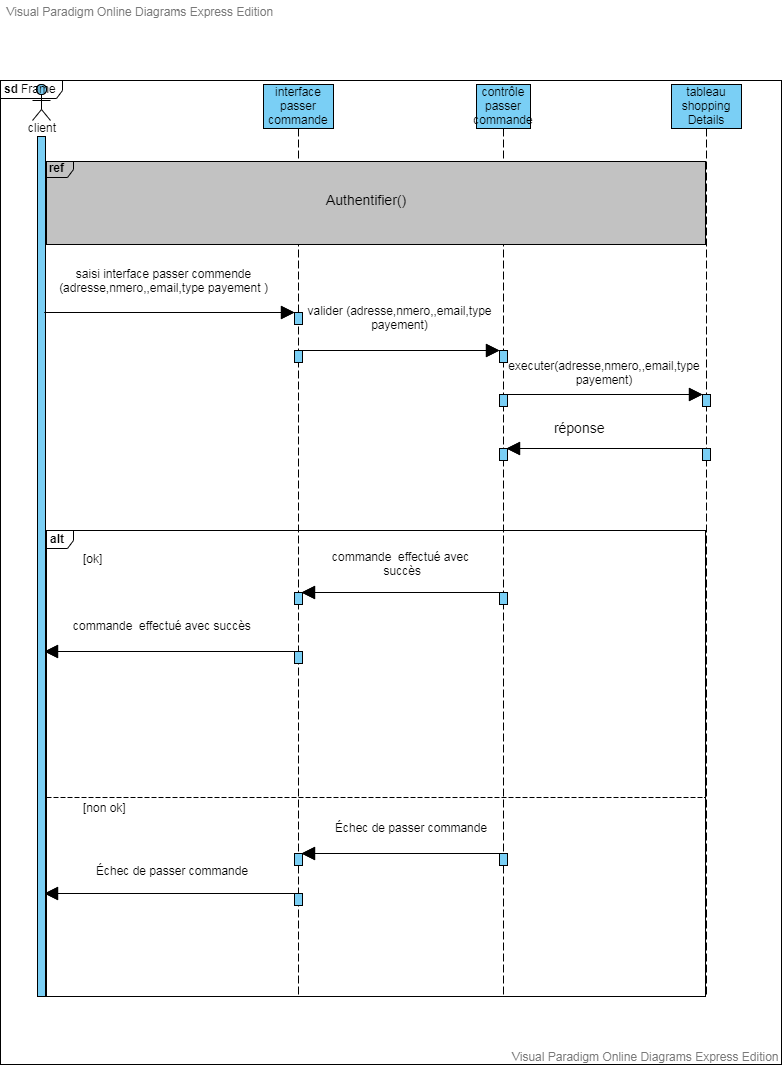 Visual Paradigm Online Diagrams Express Edition
sd Frame
client
interface
passer
commande
contrôle
passer
commande
tableau
shopping
Details
ref
Authentifier()
saisi interface passer commende
(adresse,nmero,,email,type payement )
valider (adresse,nmero,,email,type
payement)
executer(adresse,nmero,,email,type
payement)
réponse
alt
[ok]
commande effectué avec
succès
commande effectué avec succès
[non ok]
Échec de passer commande
Échec de passer commande
Visual Paradigm Online Diagrams Express Edition